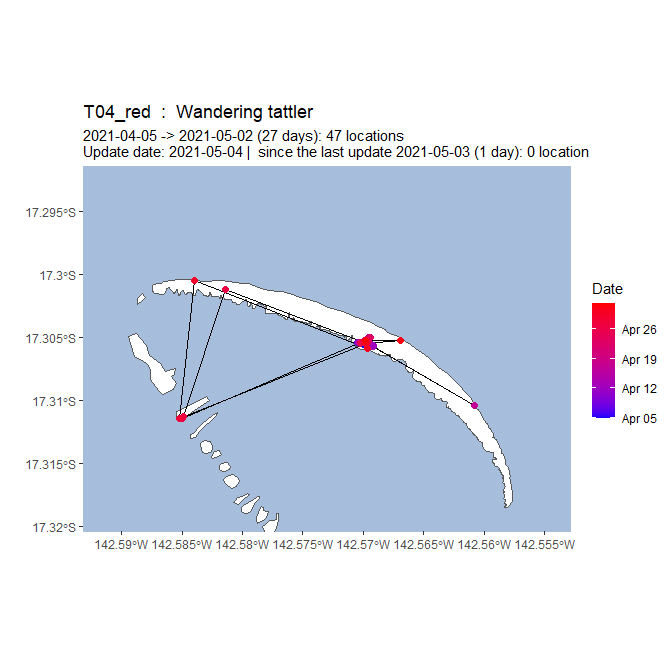 T04_red  :  Wandering tattler
2021-04-05 -> 2021-05-02 (27 days): 47 locations
Update date: 2021-05-04 |  since the last update 2021-05-03 (1 day): 0 location
17.295°S
17.3°S
17.305°S
17.31°S
17.315°S
17.32°S
142.59°W 142.585°W 142.58°W 142.575°W 142.57°W 142.565°W 142.56°W 142.555°W
Date
Apr 26
Apr 19
Apr 12
Apr 05